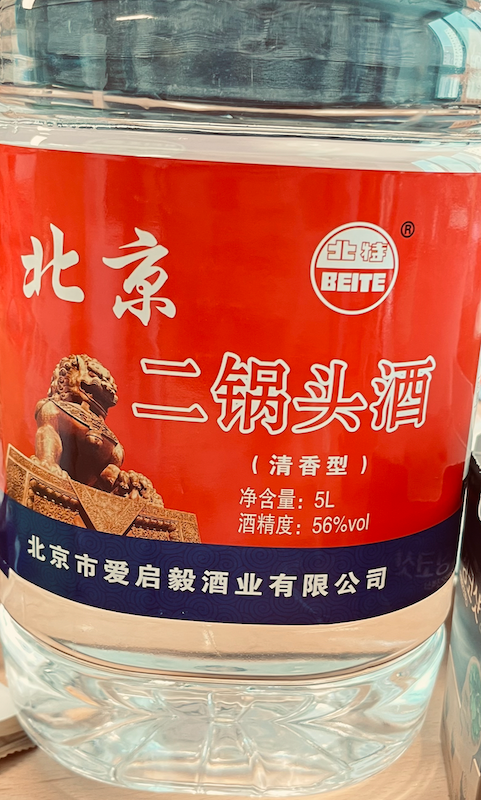 北京
北特
BEITE
®
二锅头酒
（清香型）
净含量：5L
酒精度：56%vol
北京市爱启毅酒业有限公司